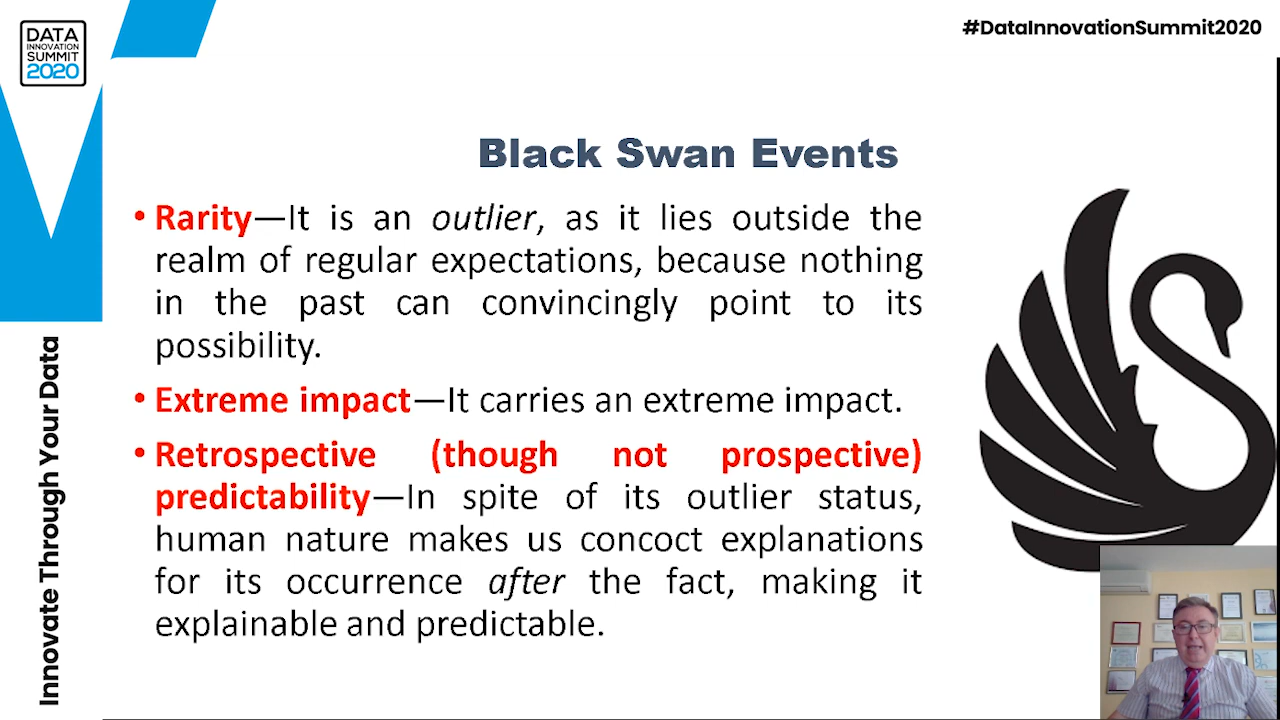 DATA
INNOVATION
SUMMIT
2020
#DataInnovationSummit2020
Innovate Through Your Data
Black Swan Events
• Rarity—It is an outlier, as it lies outside the
realm of regular expectations, because nothing
in the past can convincingly point to its
possibility.
• Extreme impact—It carries an extreme impact.
• Retrospective (though not prospective)
predictability—In spite of its outlier status,
human nature makes us concoct explanations
for its occurrence after the fact, making it
explainable and predictable.